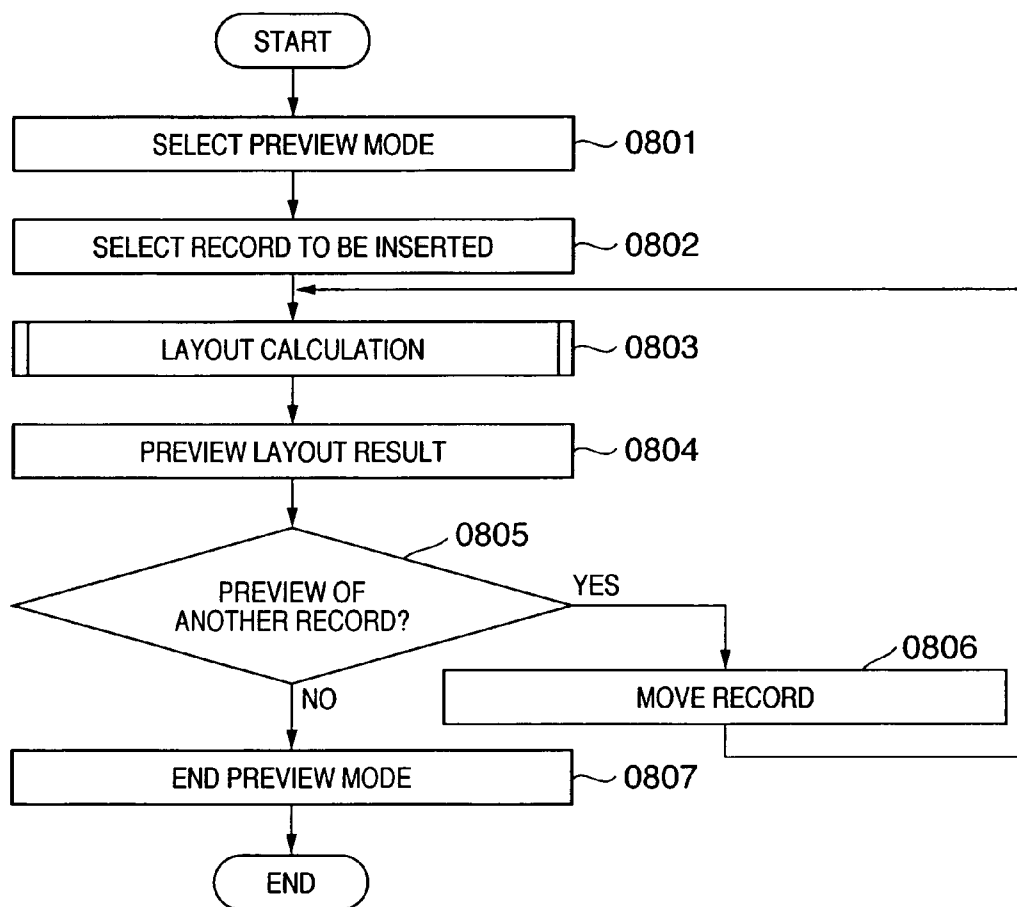 START
SELECT PREVIEW MODE
0801
SELECT RECORD TO BE INSERTED
0802
LAYOUT CALCULATION
0803
PREVIEW LAYOUT RESULT
0804
0805
PREVIEW OF
ANOTHER RECORD?
YES
0806
MOVE RECORD
NO
END PREVIEW MODE
0807
END